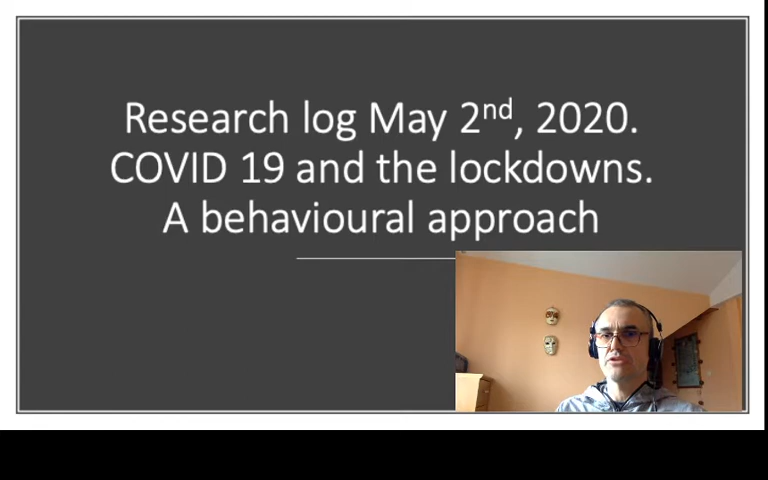 Research log May 2nd, 2020.
COVID 19 and the lockdowns.
A behavioural approach